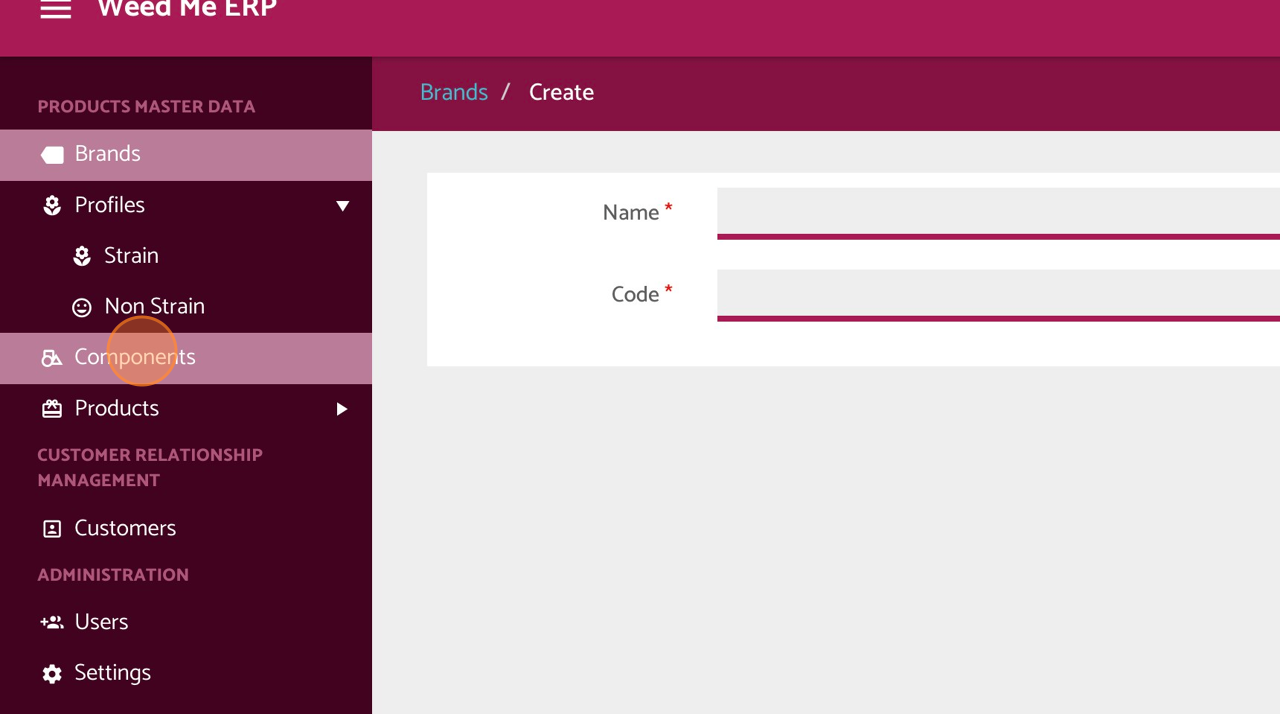 Weed Me ERP
PRODUCTS MASTER DATA
Brands
Profiles
Strain
Non Strain
Components
Products
CUSTOMER RELATIONSHIP
MANAGEMENT
Customers
ADMINISTRATION
Users
Settings
Brands / Create
Name *
Code *